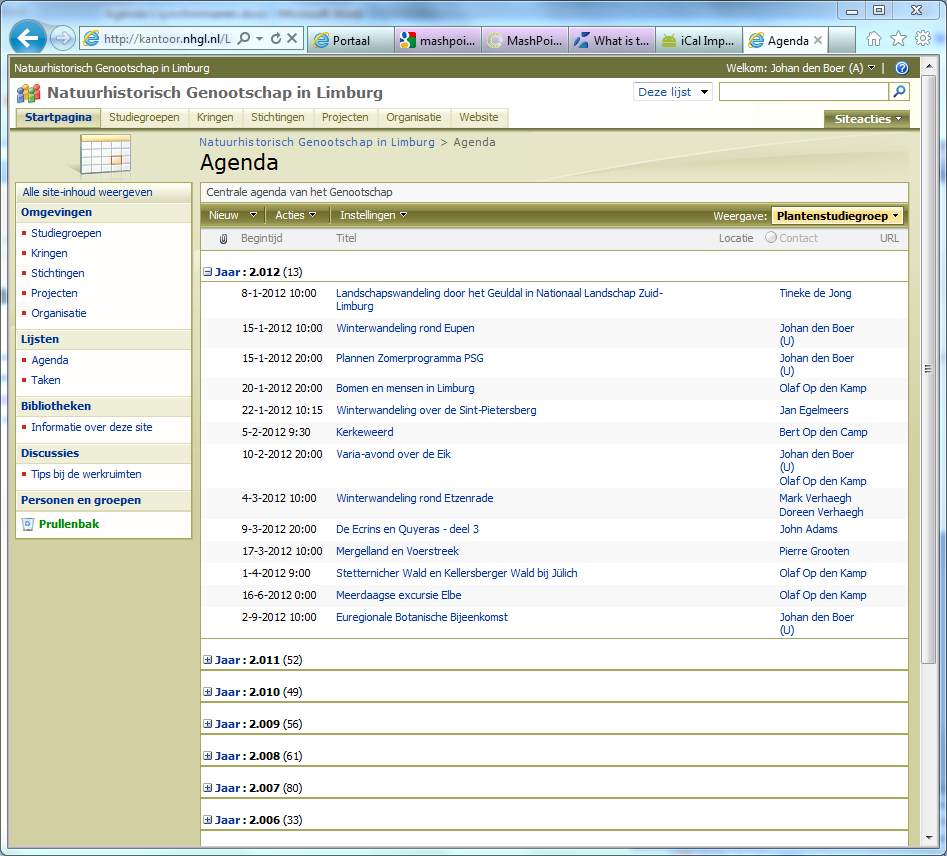 http://kantoor.nhgl.nl/L
Portaal
mashpoi...
MashPoi...
What is t...
iCal Imp...
Agenda
Natuurhistorisch Genootschap in Limburg
Welkom: Johan den Boer (A)
Natuurhistorisch Genootschap in Limburg
Deze lijst
Startpagina Studiegroepen Kringen Stichtingen Projecten Organisatie Website
Siteacties
Natuurhistorisch Genootschap in Limburg > Agenda
Agenda
Alle site-inhoud weergeven
Omgevingen
Studiegroepen
Kringen
Stichtingen
Projecten
Organisatie
Lijsten
Agenda
Taken
Bibliotheken
Informatie over deze site
Discussies
Tips bij de werkruimten
Personen en groepen
Prullenbak
Centrale agenda van het Genootschap
Nieuw Acties Instellingen Weergave: Plantenstudiegroep
Begintijd Titel Locatie Contact URL
Jaar : 2.012 (13)
8-1-2012 10:00 Landschapswandeling door het Geuldal in Nationaal Landschap Zuid- Tineke de Jong
Limburg
15-1-2012 10:00 Winterwandeling rond Eupen Johan den Boer
(U)
15-1-2012 20:00 Plannen Zomerprogramma PSG Johan den Boer
(U)
20-1-2012 20:00 Bomen en mensen in Limburg Olaf Op den Kamp
22-1-2012 10:15 Winterwandeling over de Sint-Pietersberg Jan Egelmeers
5-2-2012 9:30 Kerkeweerd Bert Op den Camp
10-2-2012 20:00 Varia-avond over de Eik Johan den Boer
(U)
Olaf Op den Kamp
4-3-2012 10:00 Winterwandeling rond Etzenrade Mark Verhaegh
Doreen Verhaegh
9-3-2012 20:00 De Ecrins en Quyeras - deel 3 John Adams
17-3-2012 10:00 Mergelland en Voerstreek Pierre Grooten
1-4-2012 9:00 Stetternicher Wald en Kellersberger Wald bij Jülich Olaf Op den Kamp
16-6-2012 0:00 Meerdaagse excursie Elbe Olaf Op den Kamp
2-9-2012 10:00 Euregionale Botanische Bijeenkomst Johan den Boer
(U)
Jaar : 2.011 (52)
Jaar : 2.010 (49)
Jaar : 2.009 (56)
Jaar : 2.008 (61)
Jaar : 2.007 (80)
Jaar : 2.006 (33)